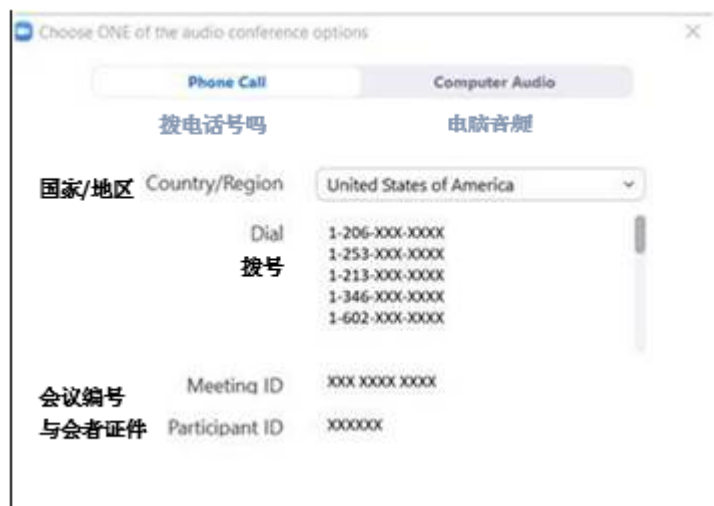 Choose ONE of the audio conference options
Phone Call Computer Audio
拨电话号吗 电脑音频
国家/地区 Country/Region United States of America
Dial 1-206-XXX-XXXX
1-253-XXX-XXXX
拨号 1-213-XXX-XXXX
1-346-XXX-XXXX
1-602-XXX-XXXX
会议编号 Meeting ID XXX XXXX XXXX
与会者证件 Participant ID XXXXXX